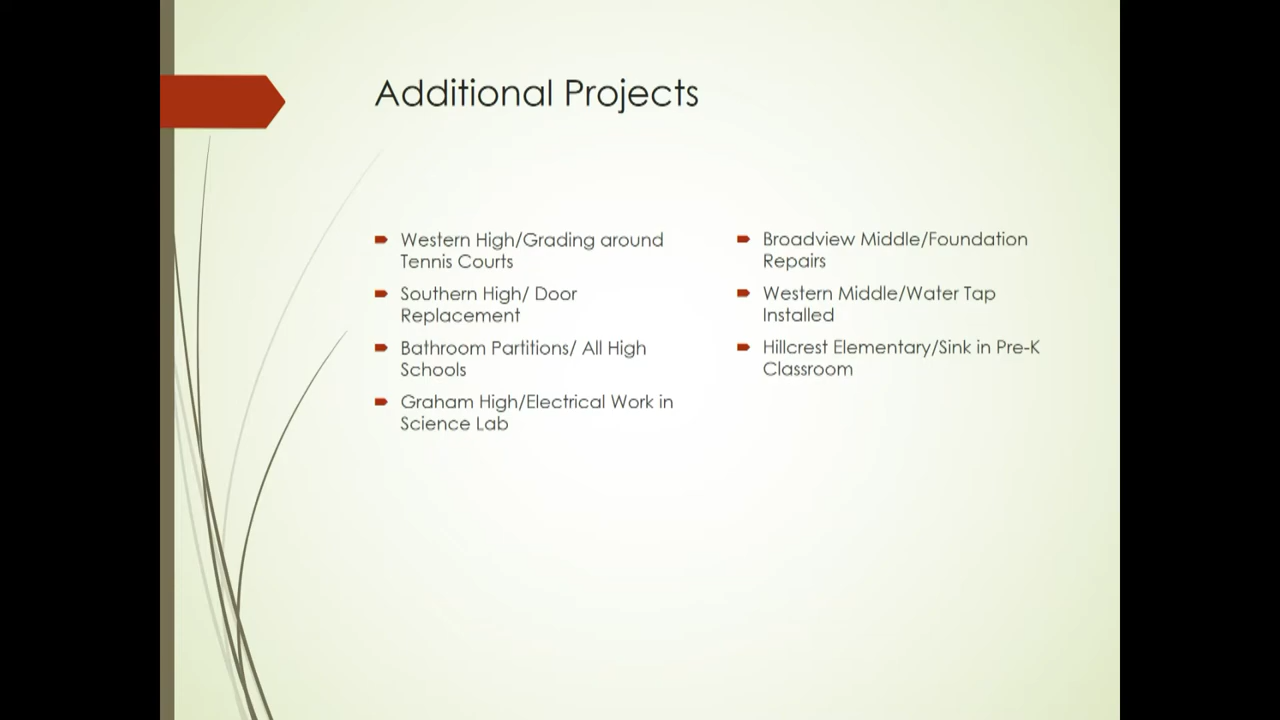 Additional Projects
Western High/Grading around
Tennis Courts
Southern High/ Door
Replacement
Bathroom Partitions/ All High
Schools
Graham High/Electrical Work in
Science Lab
Broadview Middle/Foundation
Repairs
Western Middle/Water Tap
Installed
Hillcrest Elementary/Sink in Pre-K
Classroom